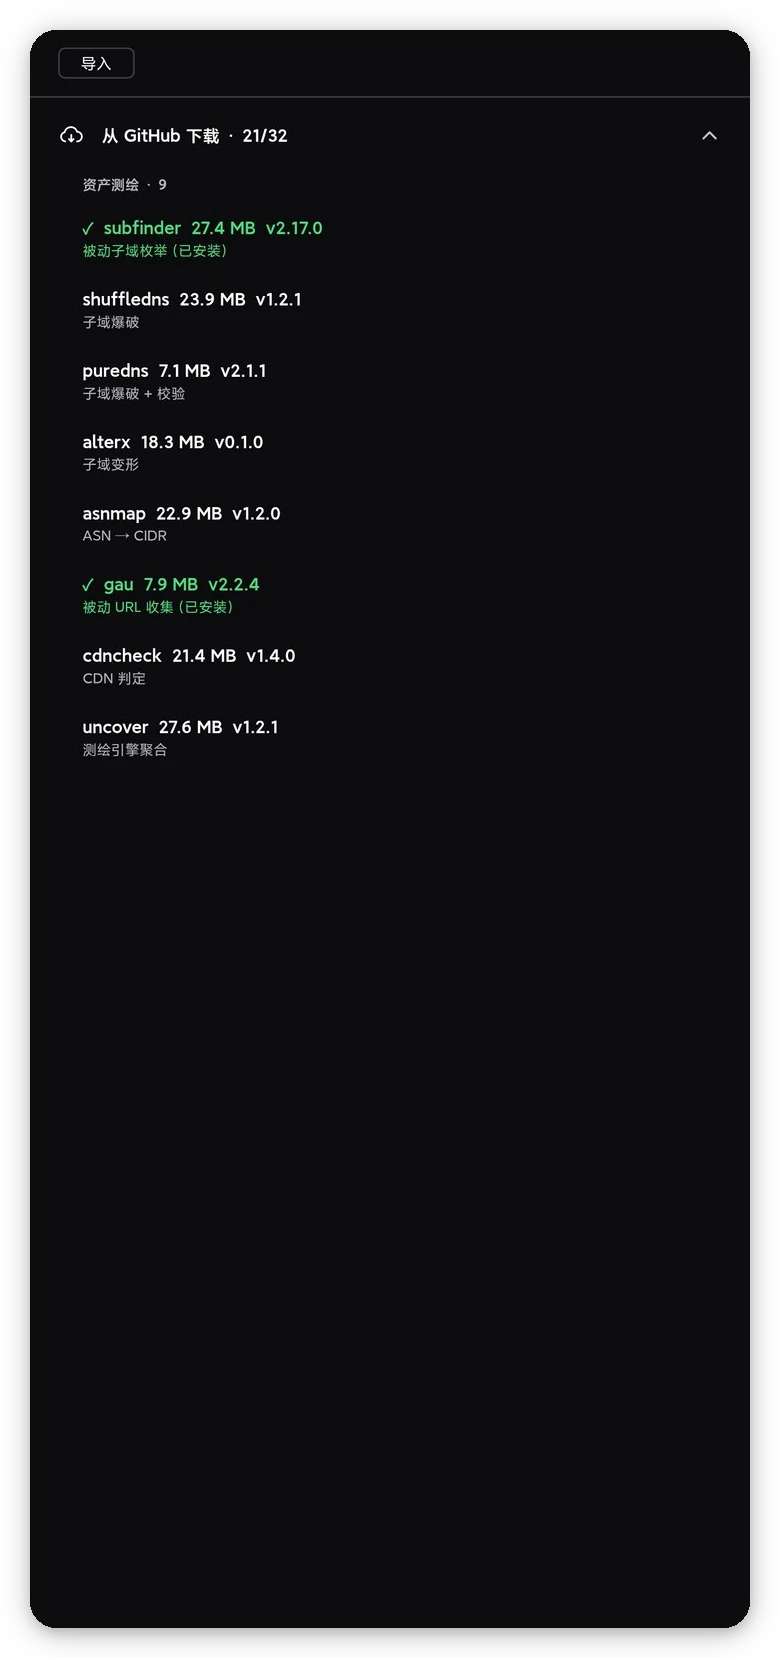 导入
从 GitHub 下载 · 21/32
资产测绘 · 9
✓ subfinder 27.4 MB v2.17.0
被动子域枚举 (已安装)
shuffledns 23.9 MB v1.2.1
子域爆破
puredns 7.1 MB v2.1.1
子域爆破 + 校验
alterx 18.3 MB v0.1.0
子域变形
asnmap 22.9 MB v1.2.0
ASN → CIDR
✓ gau 7.9 MB v2.2.4
被动 URL 收集 (已安装)
cdncheck 21.4 MB v1.4.0
CDN 判定
uncover 27.6 MB v1.2.1
测绘引擎聚合